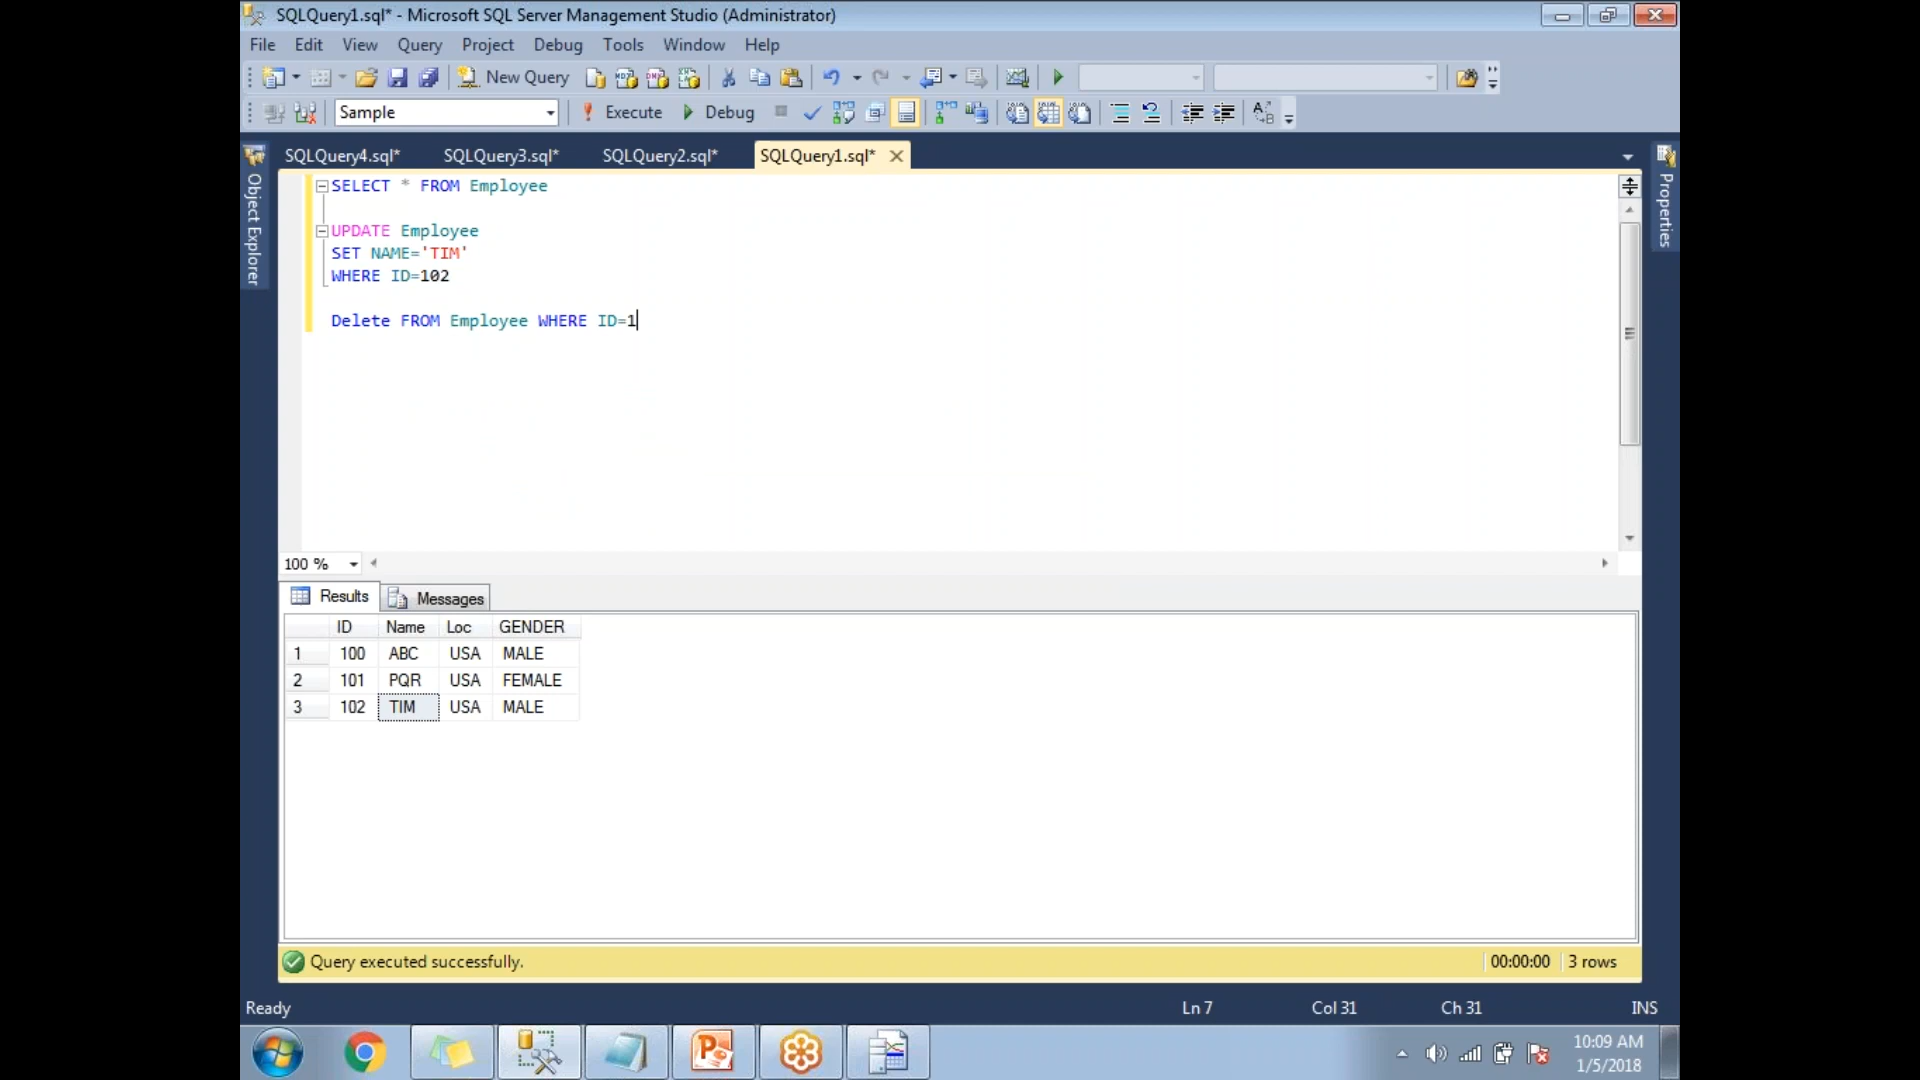 SQLQuery1.sql* - Microsoft SQL Server Management Studio (Administrator)
File Edit View Query Project Debug Tools Window Help
New Query
Sample Execute Debug
SQLQuery4.sql* SQLQuery3.sql* SQLQuery2.sql* SQLQuery1.sql*
Object Explorer
Properties
SELECT * FROM Employee
UPDATE Employee
SET NAME='TIM'
WHERE ID=102
Delete FROM Employee WHERE ID=1
100 %
Results Messages
ID Name Loc GENDER
1 100 ABC USA MALE
2 101 PQR USA FEMALE
3 102 TIM USA MALE
Query executed successfully. 00:00:00 3 rows
Ready Ln 7 Col 31 Ch 31 INS
10:09 AM
1/5/2018